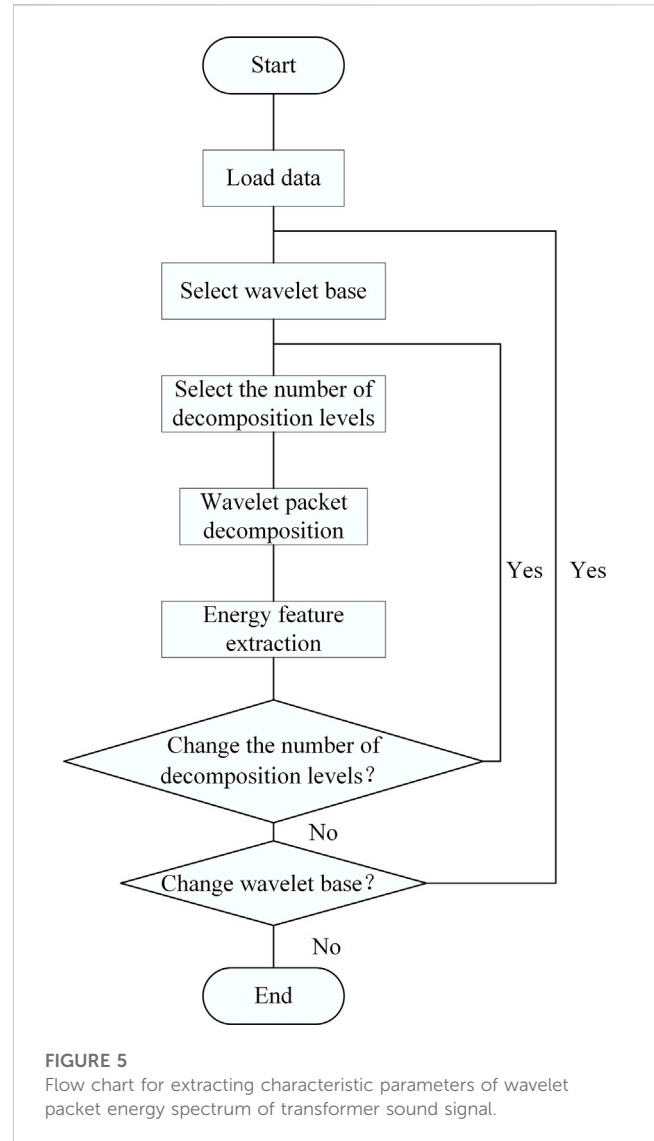 Start
Load data
Select wavelet base
Select the number of
decomposition levels
Wavelet packet
decomposition
Energy feature
extraction
Yes
Yes
Change the number of
decomposition levels?
No
Change wavelet base?
No
End
FIGURE 5
Flow chart for extracting characteristic parameters of wavelet
packet energy spectrum of transformer sound signal.